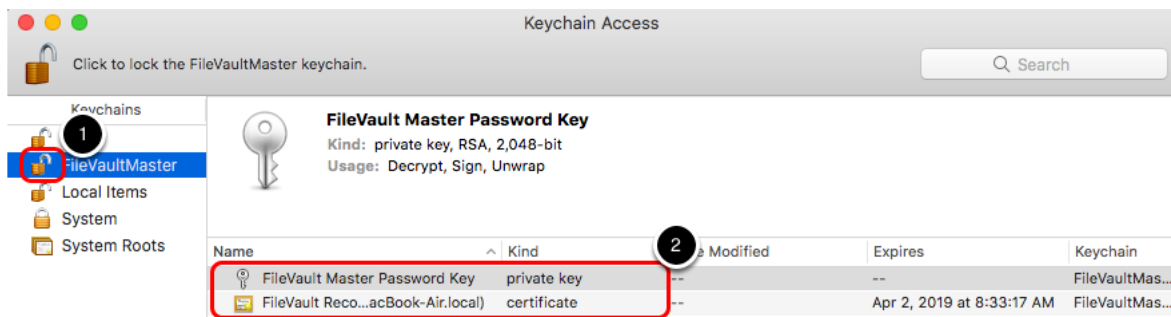 Keychain Access
Click to lock the FileVaultMaster keychain.
Search
Keychains
1
FileVaultMaster
Local Items
System
System Roots
FileVault Master Password Key
Kind: private key, RSA, 2,048-bit
Usage: Decrypt, Sign, Unwrap
Name Kind 2 Modified Expires Keychain
FileVault Master Password Key private key -- -- FileVaultMas...
FileVault Reco...acBook-Air.local) certificate -- Apr 2, 2019 at 8:33:17 AM FileVaultMas...